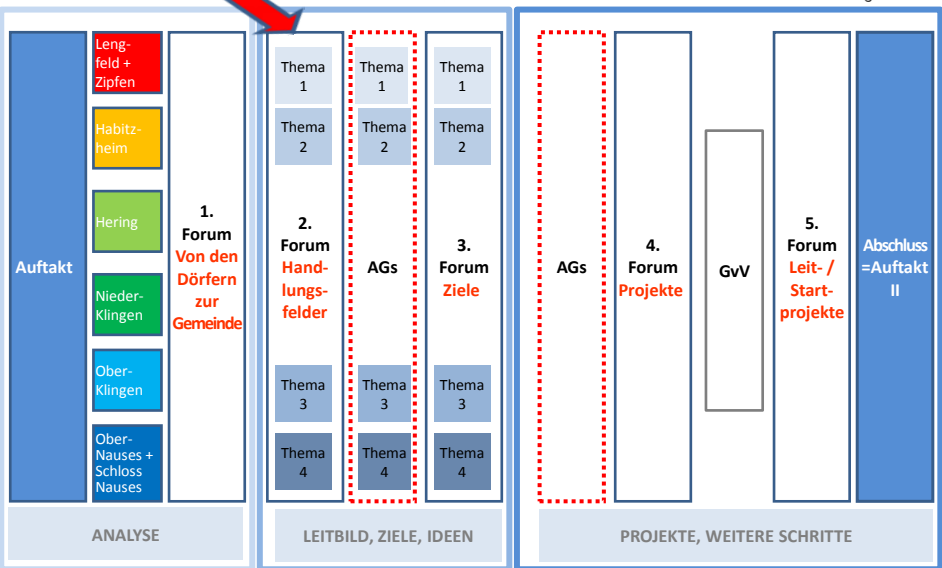 Auftakt
Leng-
feld +
Zipfen
Habitz-
heim
Hering
Nieder-
Klingen
Ober-
Klingen
Ober-
Nauses +
Schloss
Nauses
1.
Forum
Von den
Dörfern
zur
Gemeinde
ANALYSE
Thema
1
Thema
2
2.
Forum
Hand-
lungs-
felder
Thema
3
Thema
4
Thema
1
Thema
2
AGs
Thema
3
Thema
4
Thema
1
Thema
2
3.
Forum
Ziele
Thema
3
Thema
4
LEITBILD, ZIELE, IDEEN
AGs
4.
Forum
Projekte
GvV
5.
Forum
Leit- /
Start-
projekte
Abschluss
=Auftakt
II
PROJEKTE, WEITERE SCHRITTE